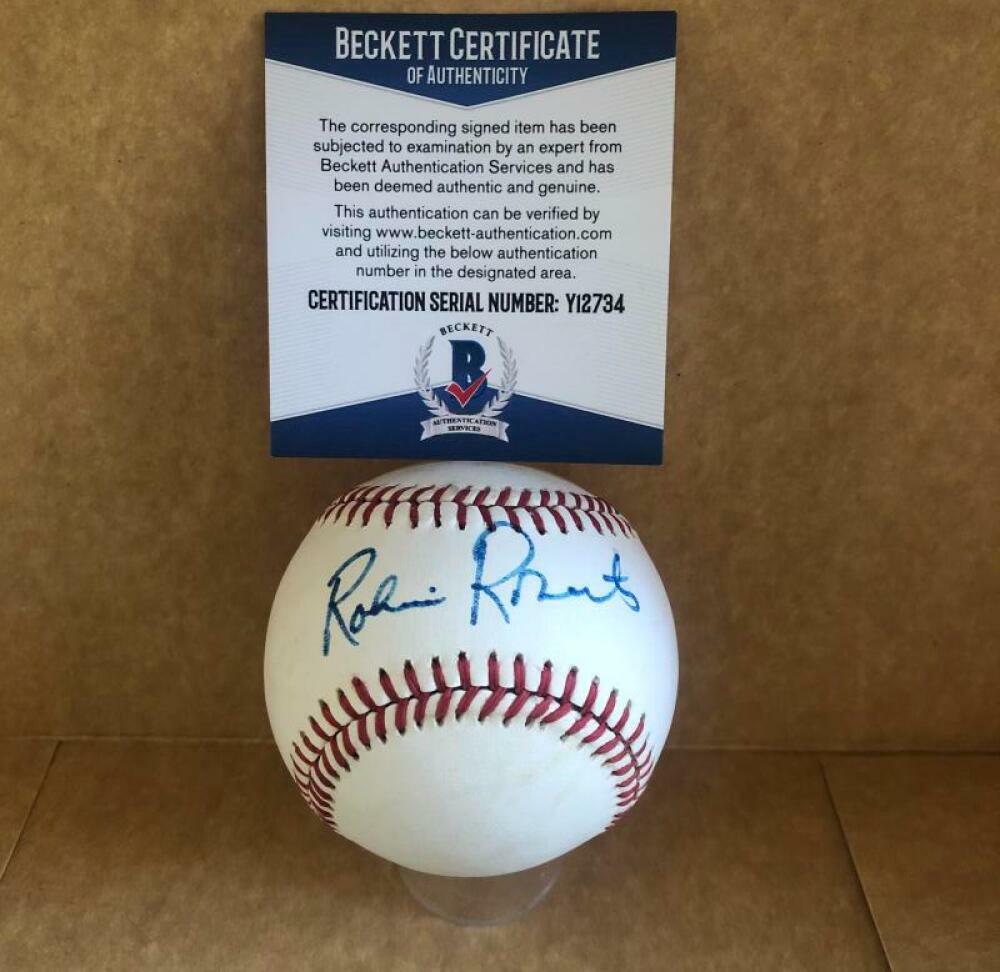 BECKETT CERTIFICATE
OF AUTHENTICITY
The corresponding signed item has been
subjected to examination by an expert from
Beckett Authentication Services and has
been deemed authentic and genuine.
This authentication can be verified by
visiting www.beckett-authentication.com
and utilizing the below authentication
number in the designated area.
CERTIFICATION SERIAL NUMBER: Y12734
BECKETT
B
AUTHENTICATION
SERVICES
Robin Roberts